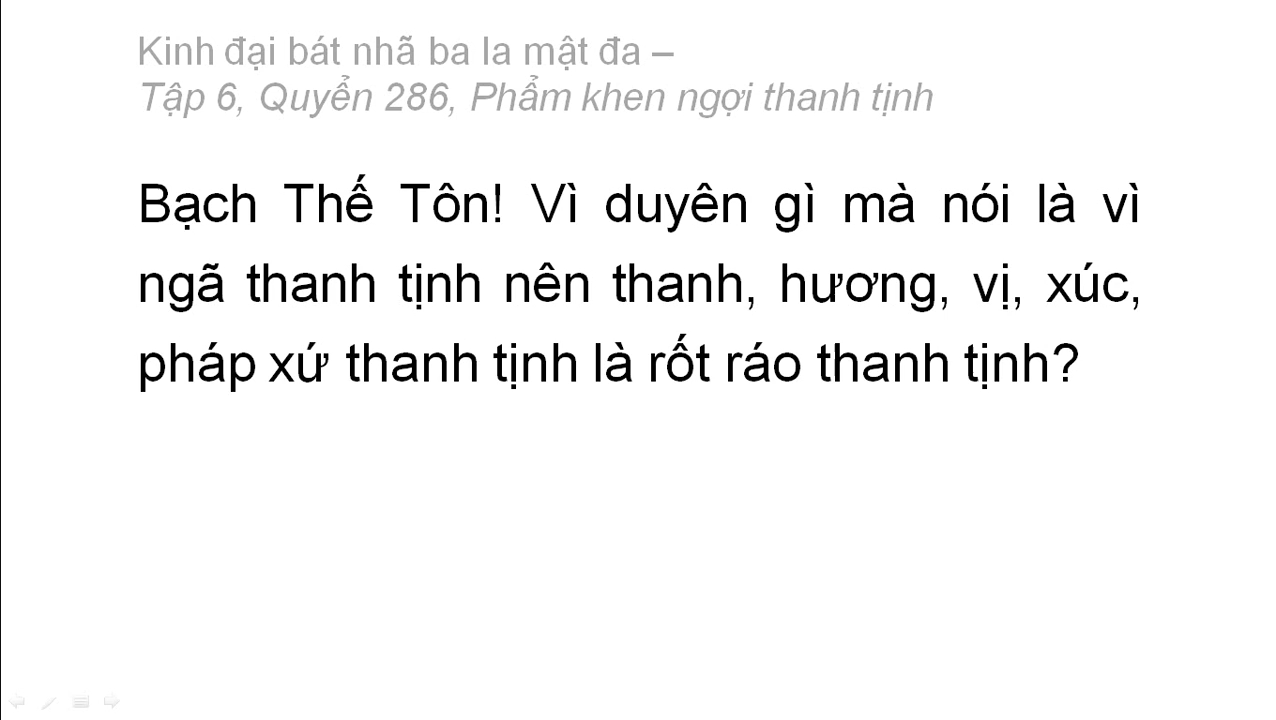 Kinh đại bát nhã ba la mật đa –
Tập 6, Quyển 286, Phẩm khen ngợi thanh tịnh
Bạch Thế Tôn! Vì duyên gì mà nói là vì
ngã thanh tịnh nên thanh, hương, vị, xúc,
pháp xứ thanh tịnh là rốt ráo thanh tịnh?